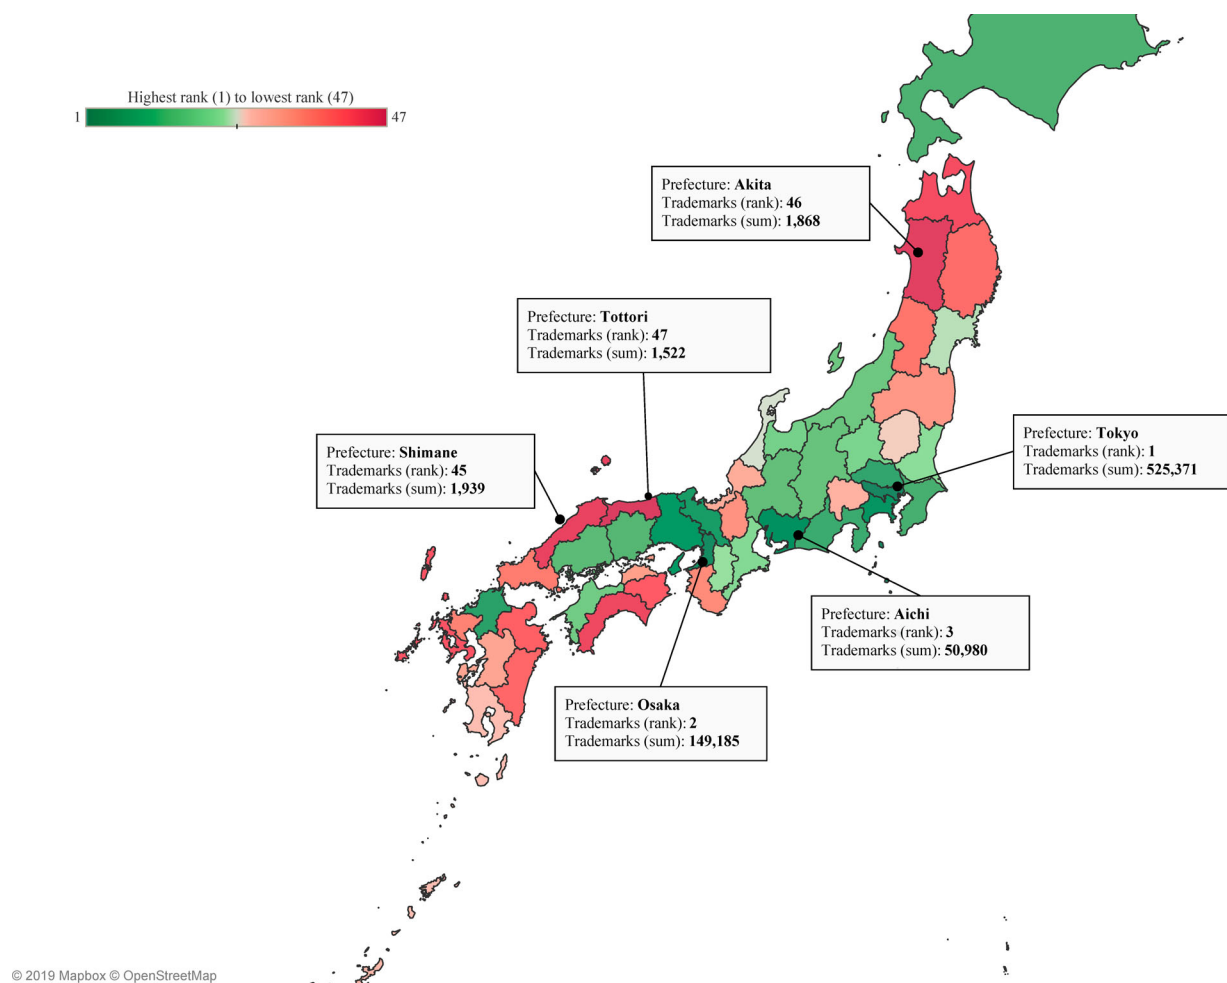 Highest rank (1) to lowest rank (47)
1 47
Prefecture: Akita
Trademarks (rank): 46
Trademarks (sum): 1,868
Prefecture: Tottori
Trademarks (rank): 47
Trademarks (sum): 1,522
Prefecture: Tokyo
Trademarks (rank): 1
Trademarks (sum): 525,371
Prefecture: Shimane
Trademarks (rank): 45
Trademarks (sum): 1,939
Prefecture: Aichi
Trademarks (rank): 3
Trademarks (sum): 50,980
Prefecture: Osaka
Trademarks (rank): 2
Trademarks (sum): 149,185
© 2019 Mapbox © OpenStreetMap